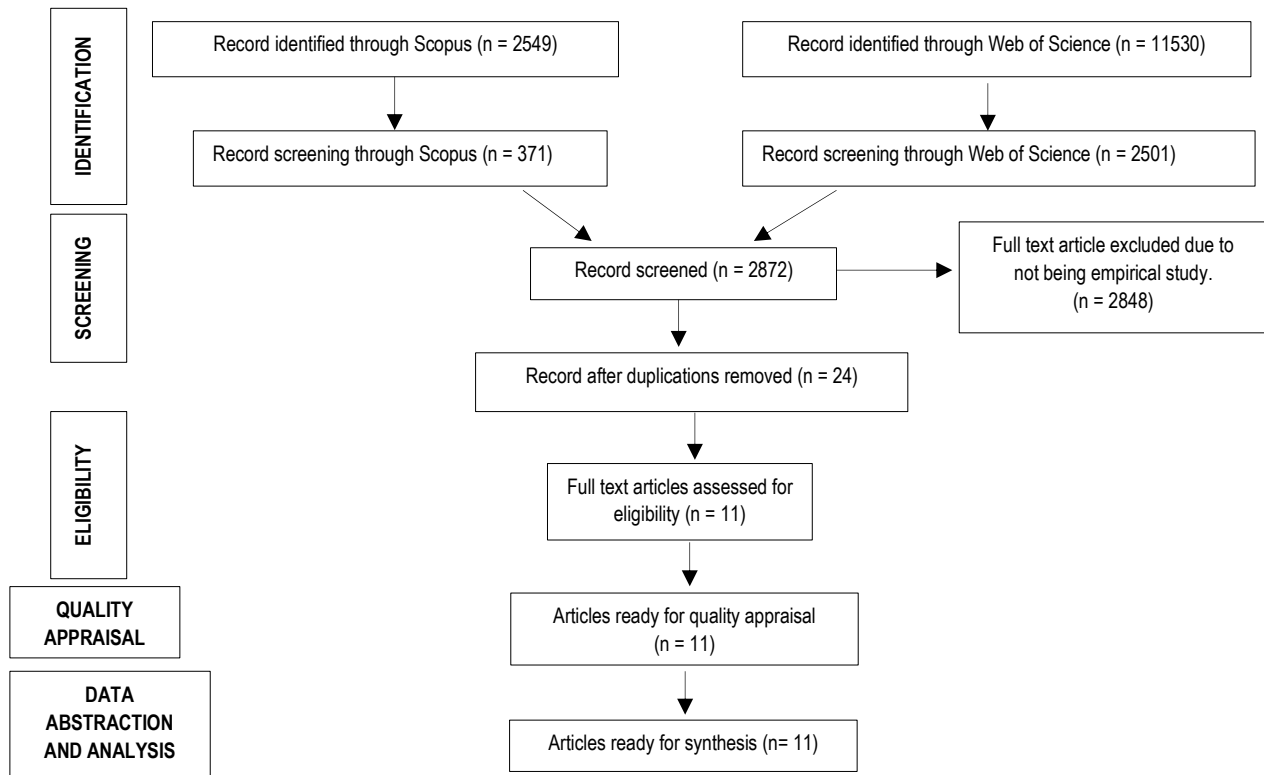 IDENTIFICATION
Record identified through Scopus (n = 2549)
Record identified through Web of Science (n = 11530)
Record screening through Scopus (n = 371)
Record screening through Web of Science (n = 2501)
SCREENING
Record screened (n = 2872)
Full text article excluded due to
not being empirical study.
(n = 2848)
Record after duplications removed (n = 24)
ELIGIBILITY
Full text articles assessed for
eligibility (n = 11)
QUALITY
APPRAISAL
Articles ready for quality appraisal
(n = 11)
DATA
ABSTRACTION
AND ANALYSIS
Articles ready for synthesis (n= 11)